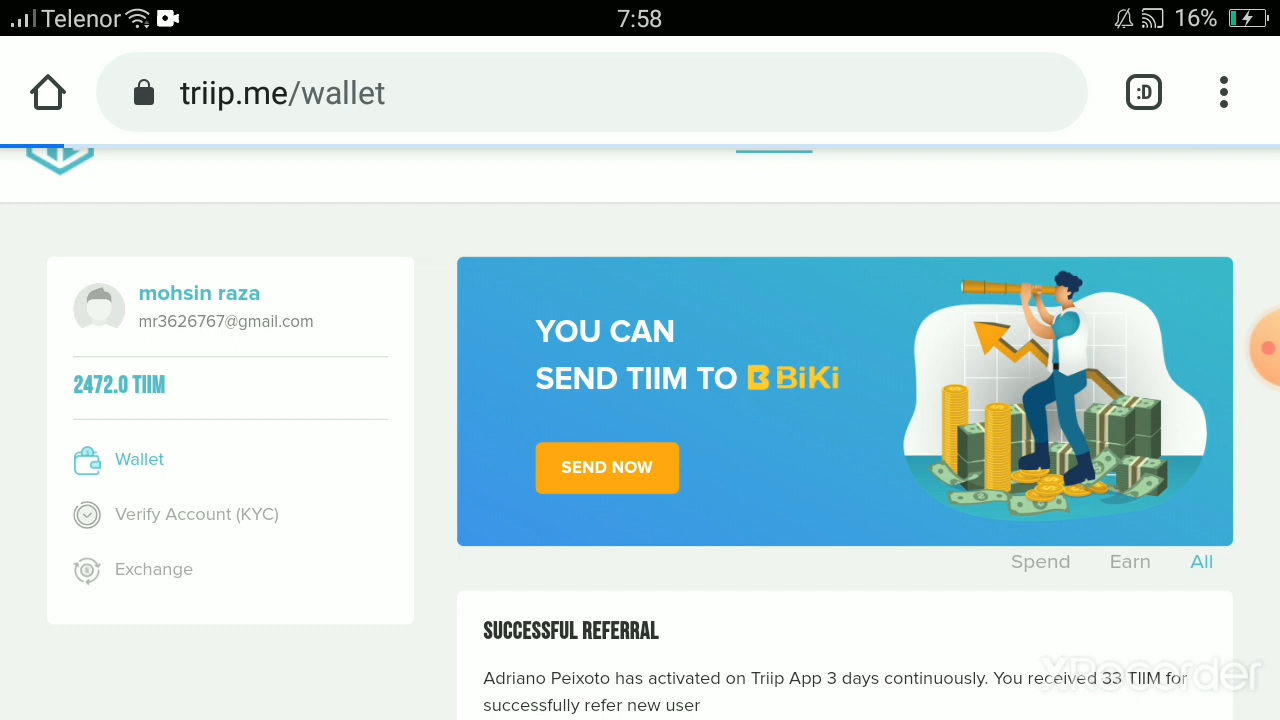 Telenor 7:58 16%
triip.me/wallet :D
mohsin raza
mr3626767@gmail.com
2472.0 TIIM
Wallet
Verify Account (KYC)
Exchange
YOU CAN
SEND TIIM TO BiKi
SEND NOW
Spend Earn All
SUCCESSFUL REFERRAL
Adriano Peixoto has activated on Triip App 3 days continuously. You received 33 TIIM for
successfully refer new user
XRecorder